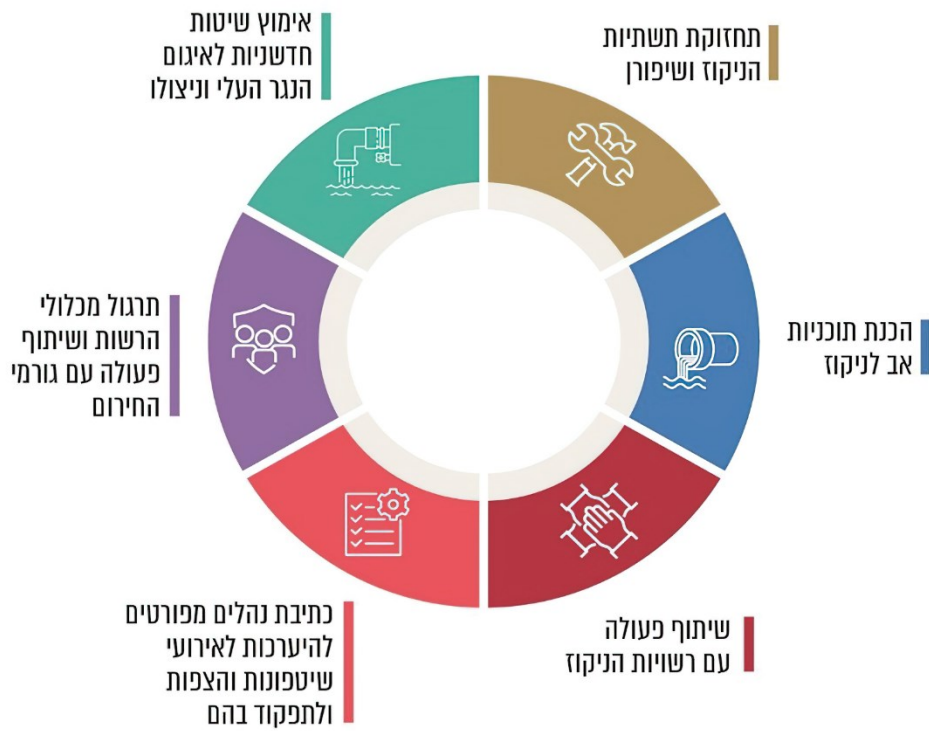 תחזוקת תשתיות
הניקוז ושיפורן
הכנת תוכניות
אב לניקוז
שיתוף פעולה
עם רשויות הניקוז
כתיבת נהלים מפורטים
להיערכות לאירועי
שיטפונות והצפות
ולתפקוד בהם
תרגול מכלולי
הרשות ושיתוף
פעולה עם גורמי
החירום
אימוץ שיטות
חדשניות לאיגום
הנגר העלי וניצולו